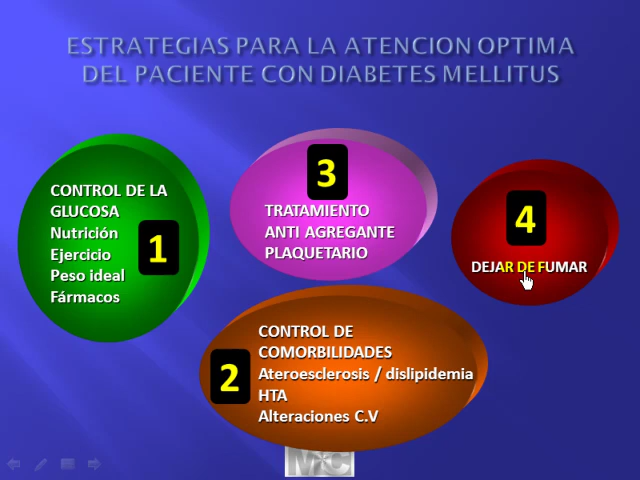 ESTRATEGIAS PARA LA ATENCION OPTIMA
DEL PACIENTE CON DIABETES MELLITUS
CONTROL DE LA
GLUCOSA
Nutrición
Ejercicio
Peso ideal
Fármacos
1
3
TRATAMIENTO
ANTI AGREGANTE
PLAQUETARIO
4
DEJAR DE FUMAR
2
CONTROL DE
COMORBILIDADES
Ateroesclerosis / dislipidemia
HTA
Alteraciones C.V